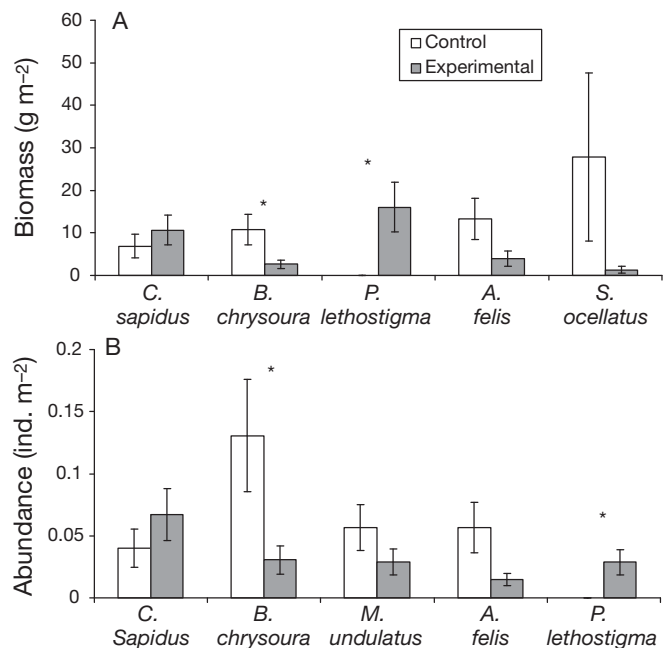 A
Biomass (g m⁻²)
60
50
40
30
20
10
0
Control
Experimental
*
*
C. sapidus
B. chrysoura
P. lethostigma
A. felis
S. ocellatus
B
Abundance (ind. m⁻²)
0.2
0.15
0.1
0.05
0
*
*
C. Sapidus
B. chrysoura
M. undulatus
A. felis
P. lethostigma